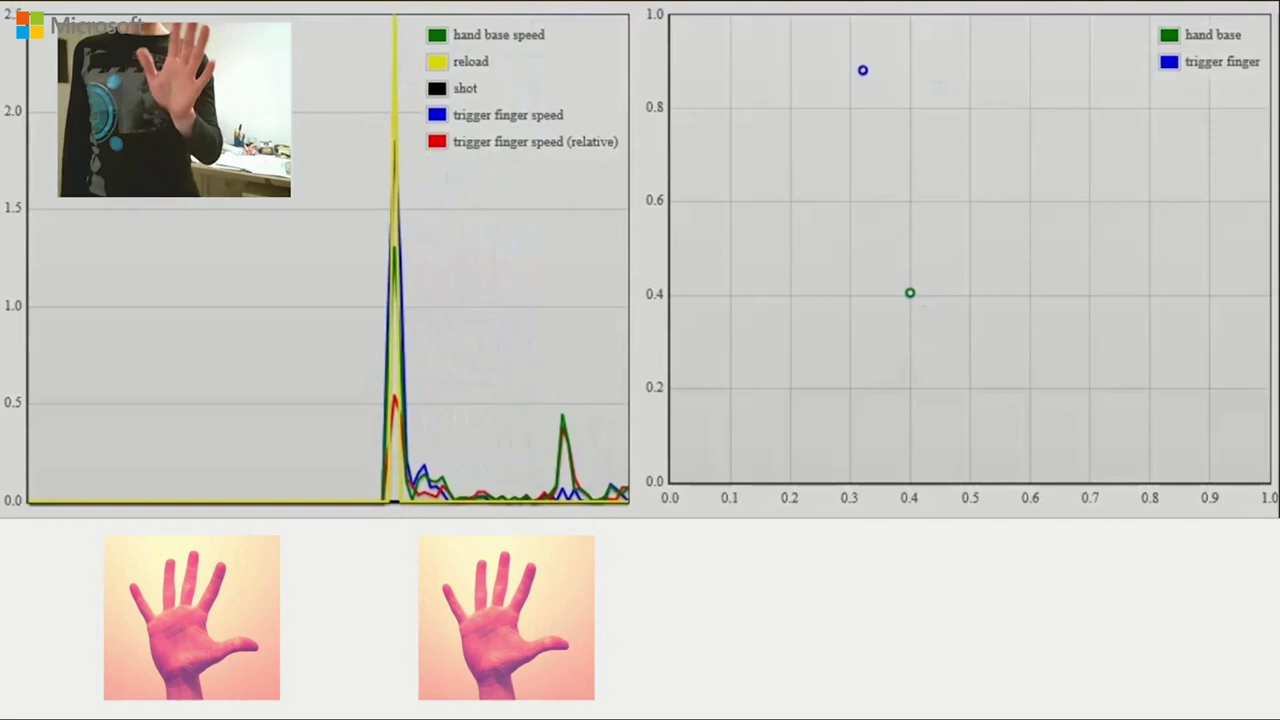 Microsoft
2.5
2.0
1.5
1.0
0.5
0.0
hand base speed
reload
shot
trigger finger speed
trigger finger speed (relative)
1.0
0.8
0.6
0.4
0.2
0.0
0.0 0.1 0.2 0.3 0.4 0.5 0.6 0.7 0.8 0.9 1.0
hand base
trigger finger